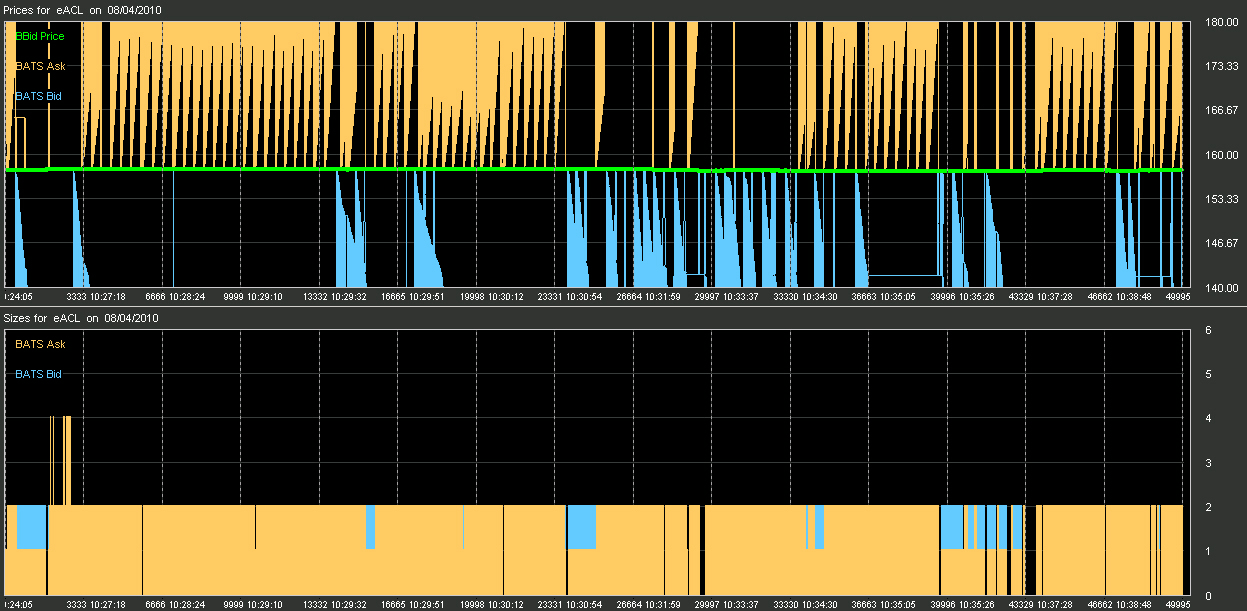 Prices for eACL on 08/04/2010
BBid Price
BATS Ask
BATS Bid
180.00
173.33
166.67
160.00
153.33
146.67
140.00
:24:05 3333 10:27:18 6666 10:28:24 9999 10:29:10 13332 10:29:32 16665 10:29:51 19998 10:30:12 23331 10:30:54 26664 10:31:59 29997 10:33:37 33330 10:34:30 36663 10:35:05 39996 10:35:26 43329 10:37:28 46662 10:38:48 49995
Sizes for eACL on 08/04/2010
BATS Ask
BATS Bid
6
5
4
3
2
1
0
:24:05 3333 10:27:18 6666 10:28:24 9999 10:29:10 13332 10:29:32 16665 10:29:51 19998 10:30:12 23331 10:30:54 26664 10:31:59 29997 10:33:37 33330 10:34:30 36663 10:35:05 39996 10:35:26 43329 10:37:28 46662 10:38:48 49995